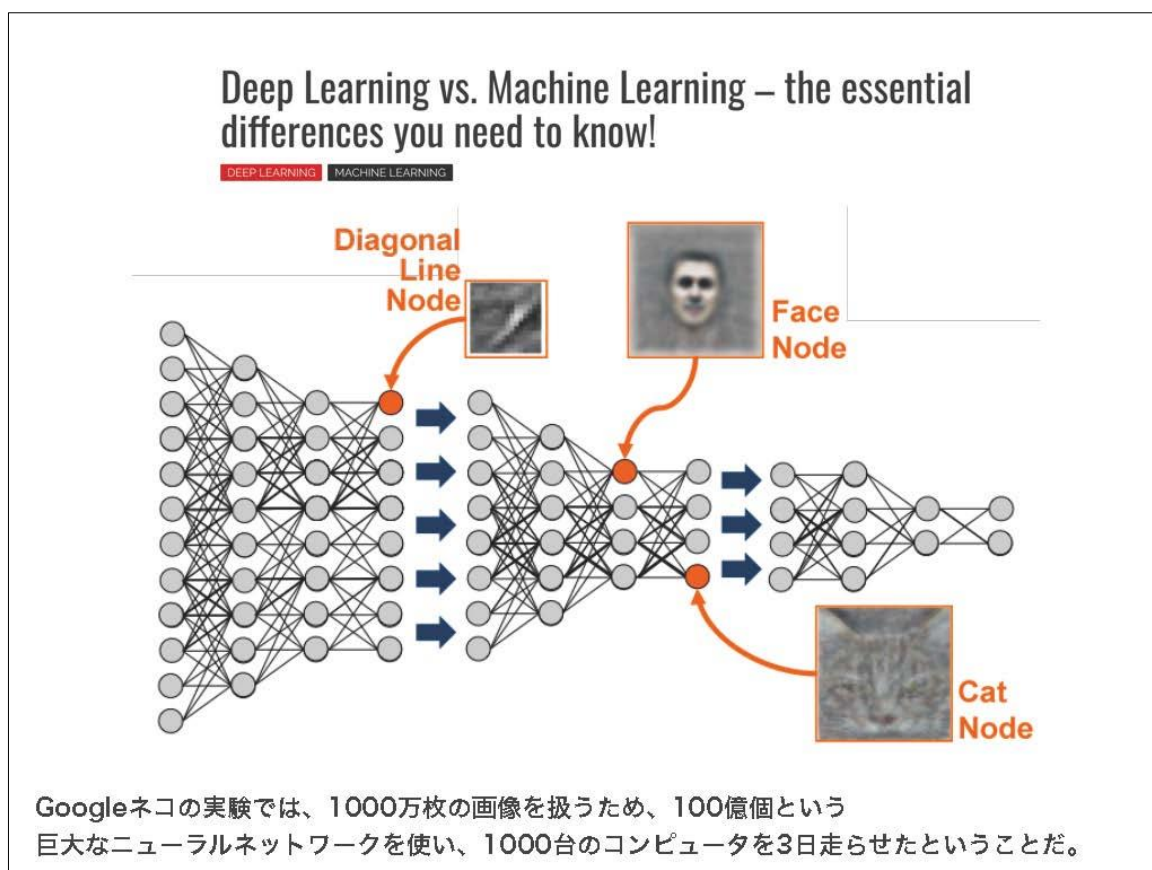 Deep Learning vs. Machine Learning – the essential
differences you need to know!
DEEP LEARNING MACHINE LEARNING
Diagonal
Line
Node
Face
Node
Cat
Node
Googleネコの実験では、1000万枚の画像を扱うため、100億個という
巨大なニューラルネットワークを使い、1000台のコンピュータを3日走らせたということだ。